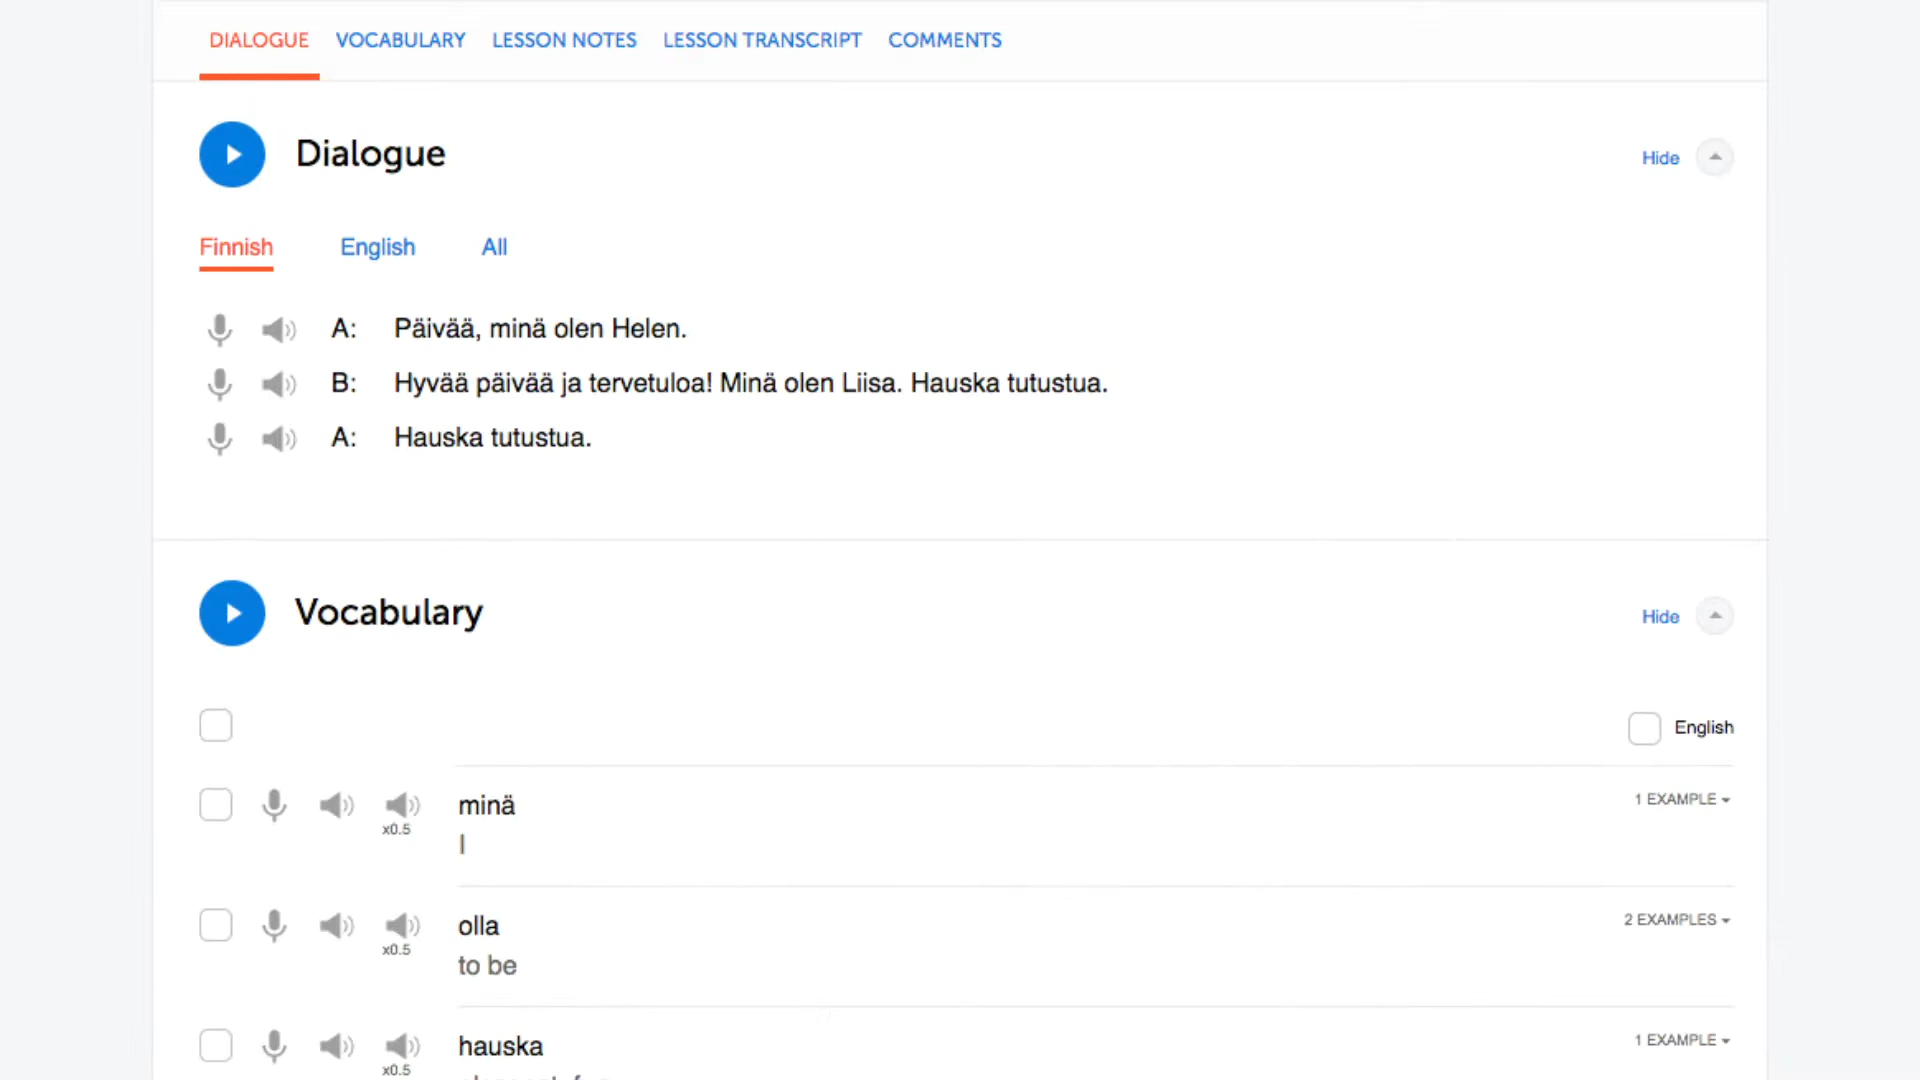 DIALOGUE VOCABULARY LESSON NOTES LESSON TRANSCRIPT COMMENTS
Dialogue
Hide
Finnish English All
A: Päivää, minä olen Helen.
B: Hyvää päivää ja tervetuloa! Minä olen Liisa. Hauska tutustua.
A: Hauska tutustua.
Vocabulary
Hide
English
minä
1 EXAMPLE
x0.5
I
olla
2 EXAMPLES
x0.5
to be
hauska
1 EXAMPLE
x0.5